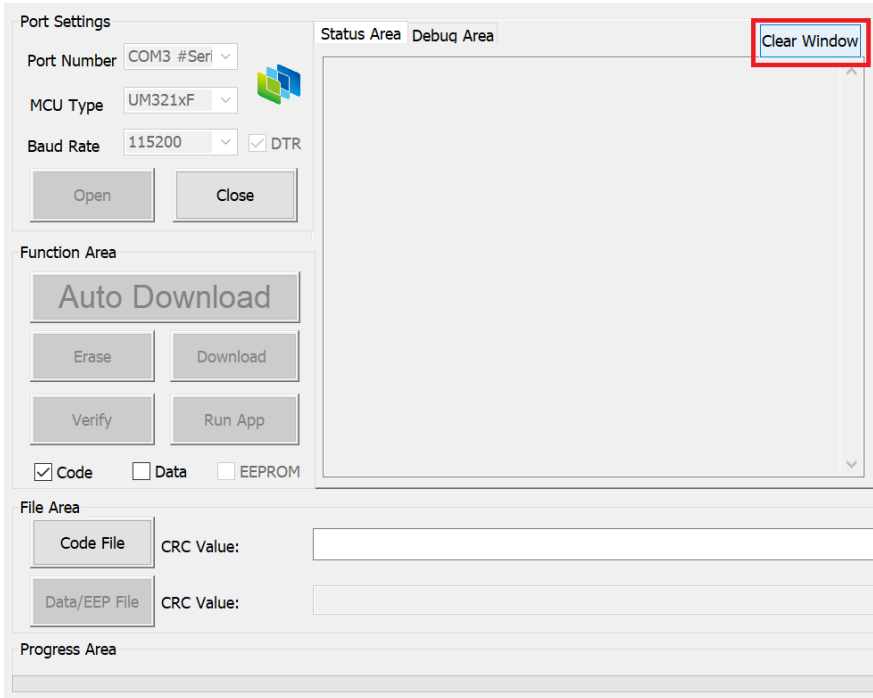 Port Settings
Port Number COM3 #Seri
MCU Type UM321xF
Baud Rate 115200 DTR
Open Close
Status Area Debug Area Clear Window
Function Area
Auto Download
Erase Download
Verify Run App
Code Data EEPROM
File Area
Code File CRC Value:
Data/EEP File CRC Value:
Progress Area